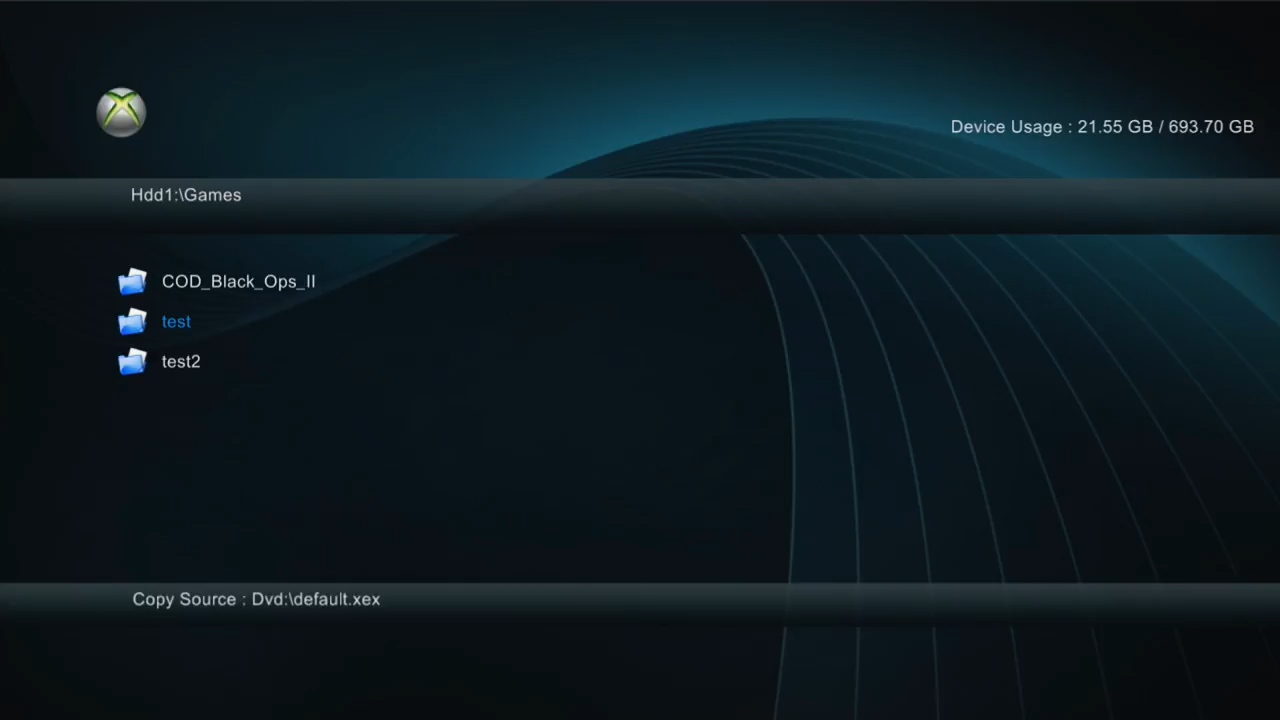 Device Usage : 21.55 GB / 693.70 GB
Hdd1:\Games
COD_Black_Ops_II
test
test2
Copy Source : Dvd:\default.xex